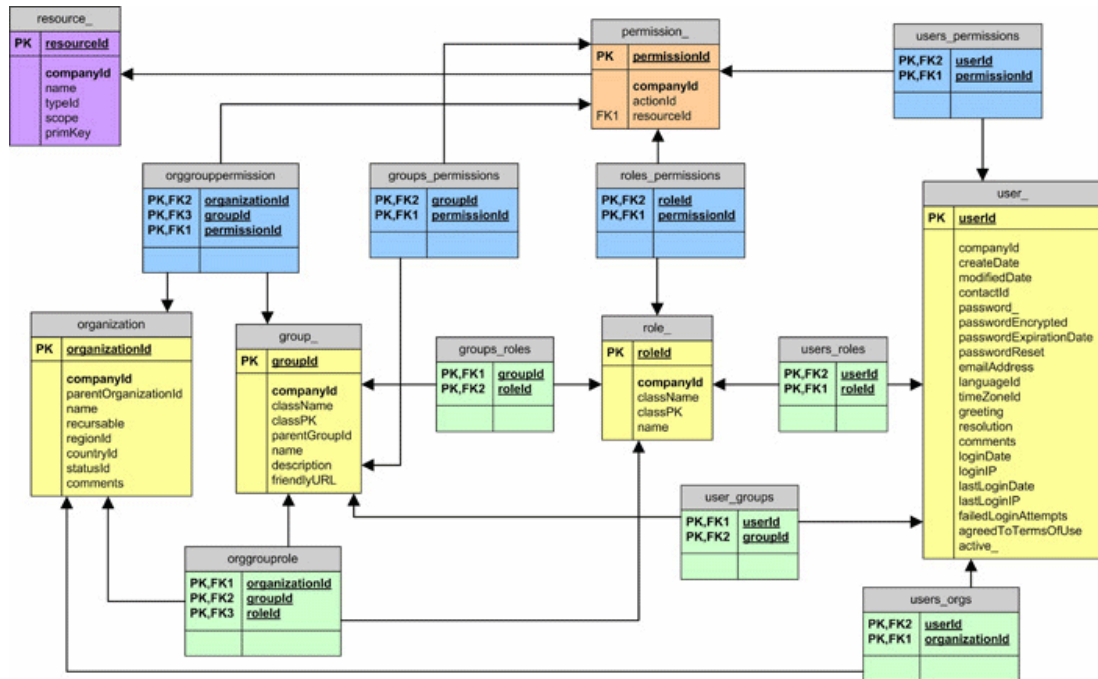 resource_
PK resourceId
companyId
name
typeId
scope
primKey
permission_
PK permissionId
companyId
actionId
FK1 resourceId
users_permissions
PK,FK2 userId
PK,FK1 permissionId
orggrouppermission
PK,FK2 organizationId
PK,FK3 groupId
PK,FK1 permissionId
groups_permissions
PK,FK2 groupId
PK,FK1 permissionId
roles_permissions
PK,FK2 roleId
PK,FK1 permissionId
user_
PK userId
companyId
createDate
modifiedDate
contactId
password_
passwordEncrypted
passwordExpirationDate
passwordReset
emailAddress
languageId
timeZoneId
greeting
resolution
comments
loginDate
loginIP
lastLoginDate
lastLoginIP
failedLoginAttempts
agreedToTermsOfUse
active_
organization
PK organizationId
companyId
parentOrganizationId
name
recursable
regionId
countryId
statusId
comments
group_
PK groupId
companyId
className
classPK
parentGroupId
name
description
friendlyURL
groups_roles
PK,FK1 groupId
PK,FK2 roleId
role_
PK roleId
companyId
className
classPK
name
users_roles
PK,FK2 userId
PK,FK1 roleId
user_groups
PK,FK1 userId
PK,FK2 groupId
orggrouprole
PK,FK1 organizationId
PK,FK2 groupId
PK,FK3 roleId
users_orgs
PK,FK2 userId
PK,FK1 organizationId